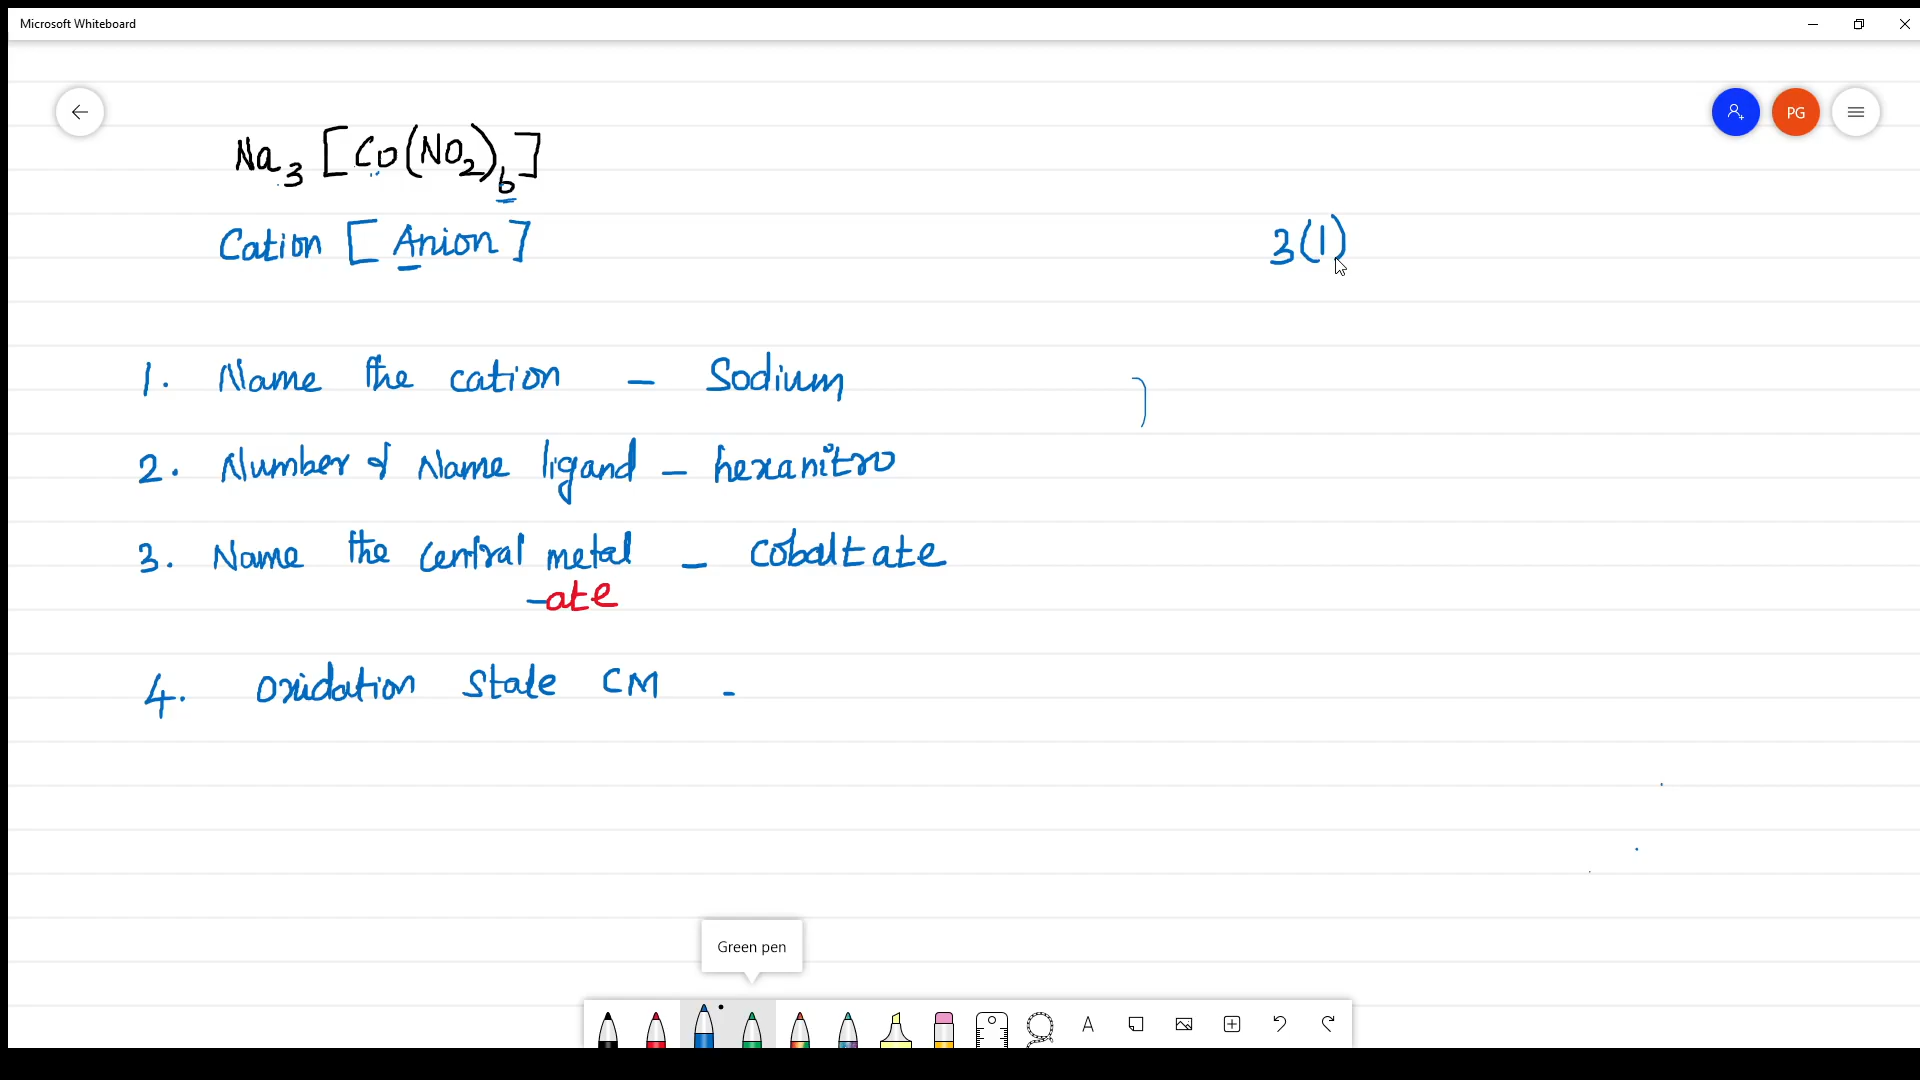 Microsoft Whiteboard
PG
Na₃[Co(NO₂)₆]
Cation [Anion]
3(1)
1. Name the cation – Sodium
2. Number & Name ligand – hexanitro
3. Name the central metal – Cobaltate
–ate
4. Oxidation State CM -
Green pen
A